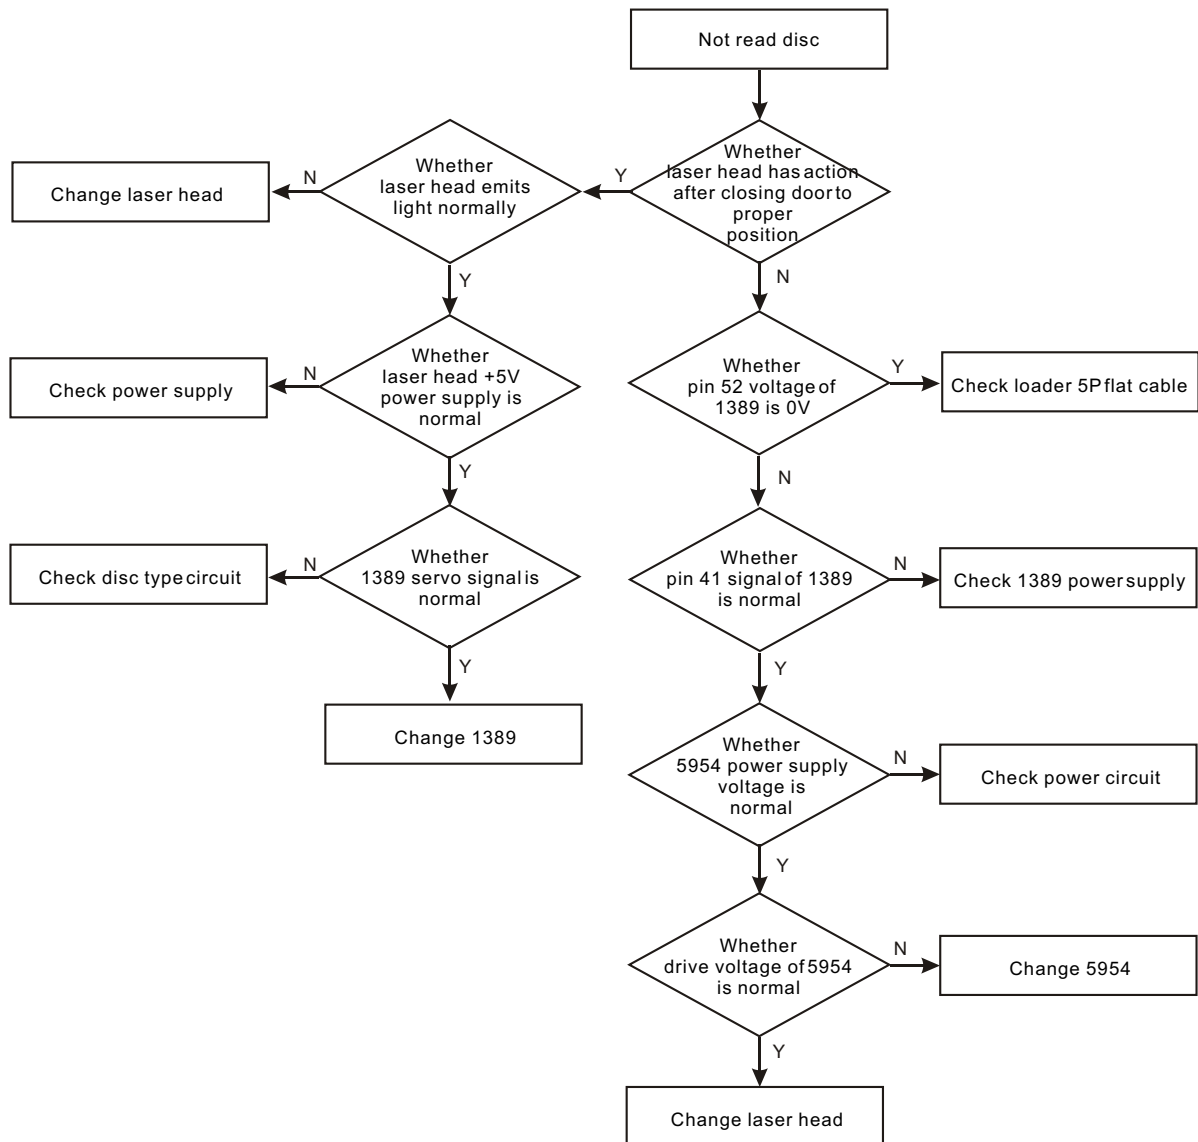 Not read disc
Whether
laser head has action
after closing door to
proper
position
Y
N
Whether
laser head emits
light normally
N
Change laser head
Y
Whether
laser head +5V
power supply is
normal
N
Check power supply
Y
Whether
1389 servo signal is
normal
N
Check disc type circuit
Y
Change 1389
Whether
pin 52 voltage of
1389 is 0V
Y
Check loader 5P flat cable
N
Whether
pin 41 signal of 1389
is normal
N
Check 1389 power supply
Y
Whether
5954 power supply
voltage is
normal
N
Check power circuit
Y
Whether
drive voltage of 5954
is normal
N
Change 5954
Y
Change laser head